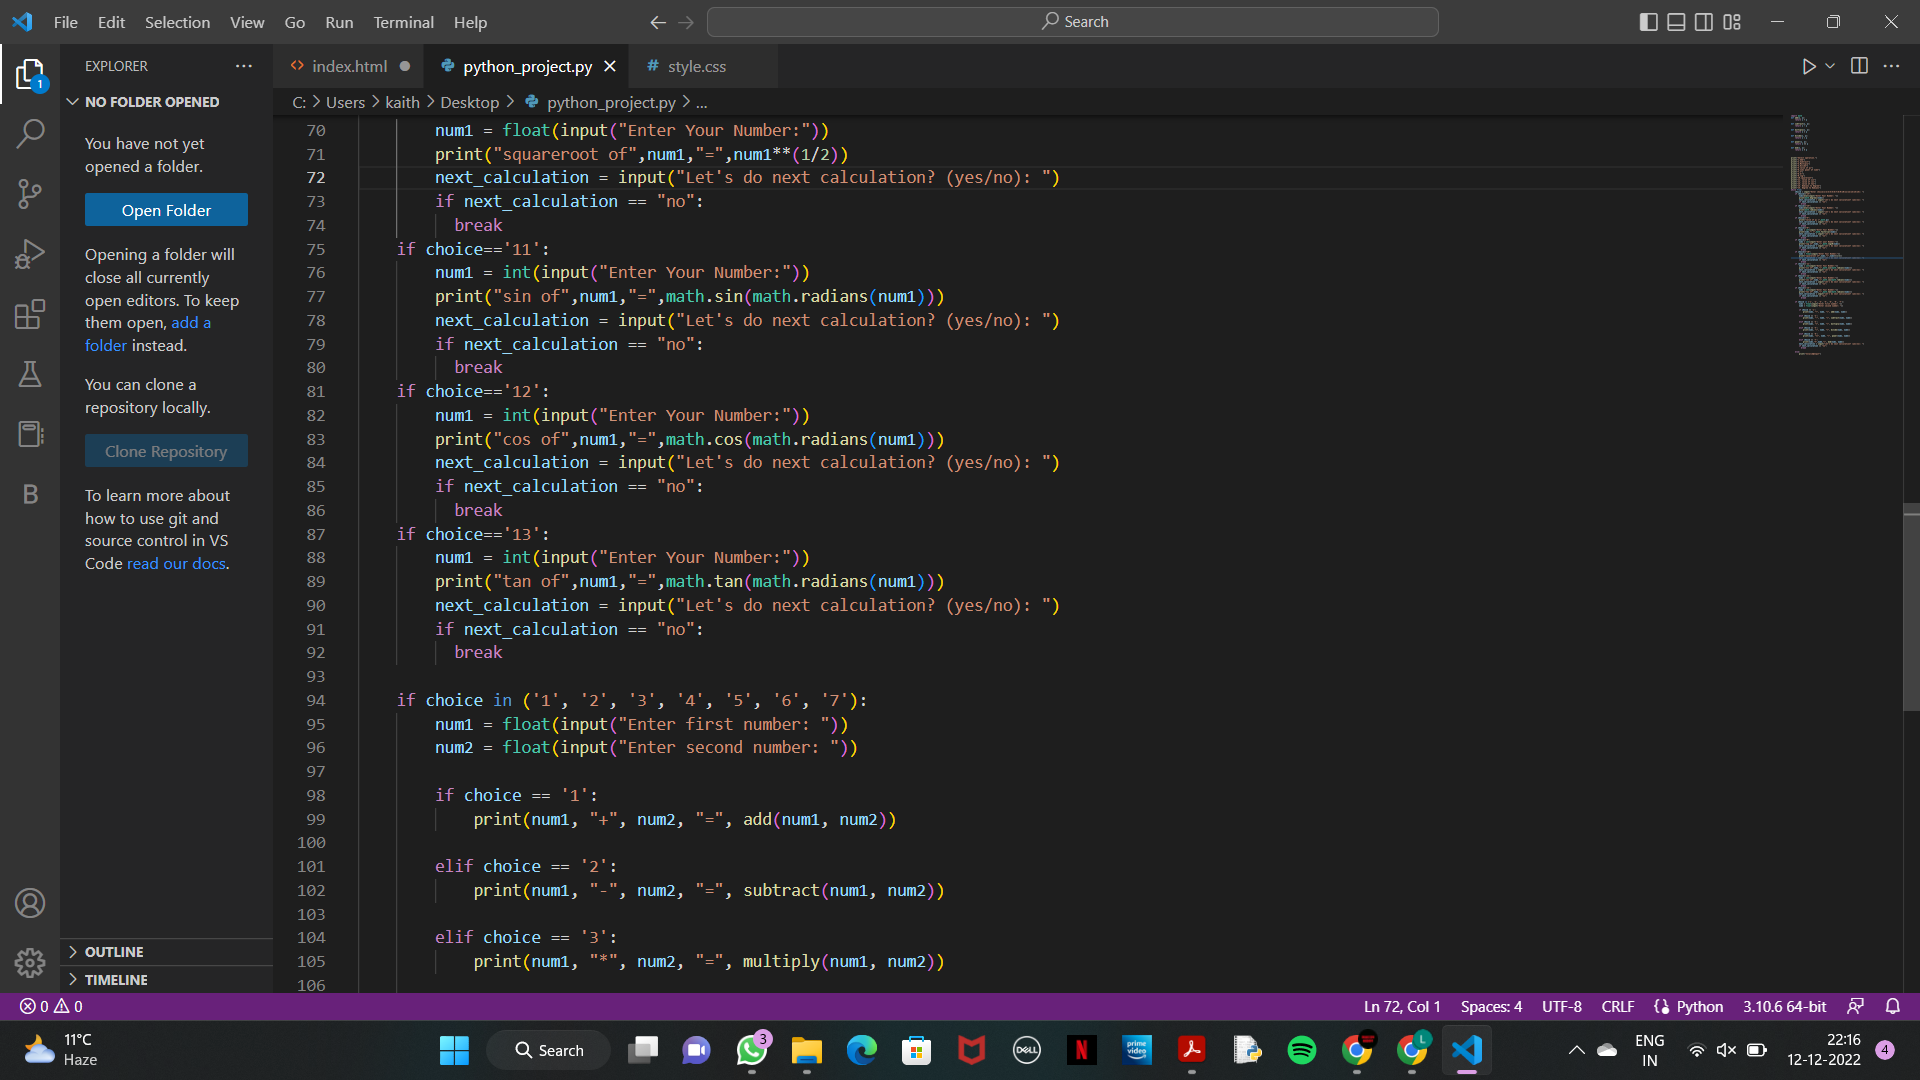 File Edit Selection View Go Run Terminal Help Search
EXPLORER
index.html python_project.py # style.css
NO FOLDER OPENED
C: > Users > kaith > Desktop > python_project.py > ...
You have not yet
opened a folder.
Open Folder
Opening a folder will
close all currently
open editors. To keep
them open, add a
folder instead.
You can clone a
repository locally.
Clone Repository
To learn more about
how to use git and
source control in VS
Code read our docs.
OUTLINE
TIMELINE
1
B
70 num1 = float(input("Enter Your Number:"))
71 print("squareroot of",num1,"=",num1**(1/2))
72 next_calculation = input("Let's do next calculation? (yes/no): ")
73 if next_calculation == "no":
74 break
75 if choice=='11':
76 num1 = int(input("Enter Your Number:"))
77 print("sin of",num1,"=",math.sin(math.radians(num1)))
78 next_calculation = input("Let's do next calculation? (yes/no): ")
79 if next_calculation == "no":
80 break
81 if choice=='12':
82 num1 = int(input("Enter Your Number:"))
83 print("cos of",num1,"=",math.cos(math.radians(num1)))
84 next_calculation = input("Let's do next calculation? (yes/no): ")
85 if next_calculation == "no":
86 break
87 if choice=='13':
88 num1 = int(input("Enter Your Number:"))
89 print("tan of",num1,"=",math.tan(math.radians(num1)))
90 next_calculation = input("Let's do next calculation? (yes/no): ")
91 if next_calculation == "no":
92 break
93
94 if choice in ('1', '2', '3', '4', '5', '6', '7'):
95 num1 = float(input("Enter first number: "))
96 num2 = float(input("Enter second number: "))
97
98 if choice == '1':
99 print(num1, "+", num2, "=", add(num1, num2))
100
101 elif choice == '2':
102 print(num1, "-", num2, "=", subtract(num1, num2))
103
104 elif choice == '3':
105 print(num1, "*", num2, "=", multiply(num1, num2))
106
0 0 Ln 72, Col 1 Spaces: 4 UTF-8 CRLF Python 3.10.6 64-bit
11°C
Haze
Search
3
DELL
N
prime
video
L
ENG
IN
22:16
12-12-2022
4